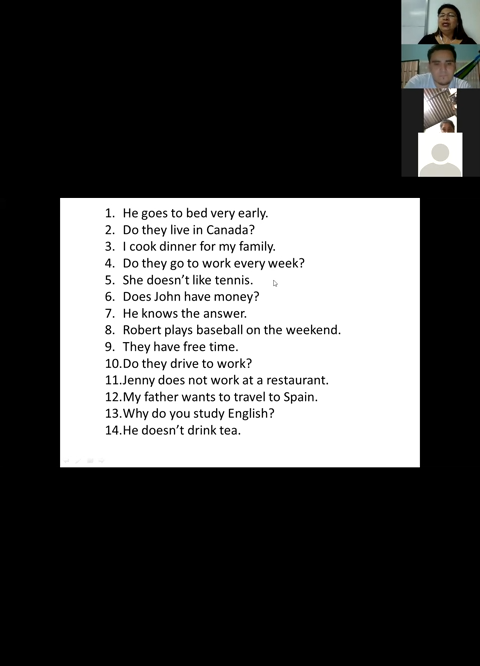 1. He goes to bed very early.
2. Do they live in Canada?
3. I cook dinner for my family.
4. Do they go to work every week?
5. She doesn't like tennis.
6. Does John have money?
7. He knows the answer.
8. Robert plays baseball on the weekend.
9. They have free time.
10.Do they drive to work?
11.Jenny does not work at a restaurant.
12.My father wants to travel to Spain.
13.Why do you study English?
14.He doesn't drink tea.